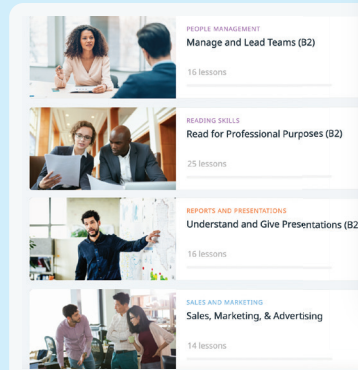 PEOPLE MANAGEMENT
Manage and Lead Teams (B2)
16 lessons
READING SKILLS
Read for Professional Purposes (B2)
25 lessons
REPORTS AND PRESENTATIONS
Understand and Give Presentations (B2
16 lessons
SALES AND MARKETING
Sales, Marketing, & Advertising
14 lessons